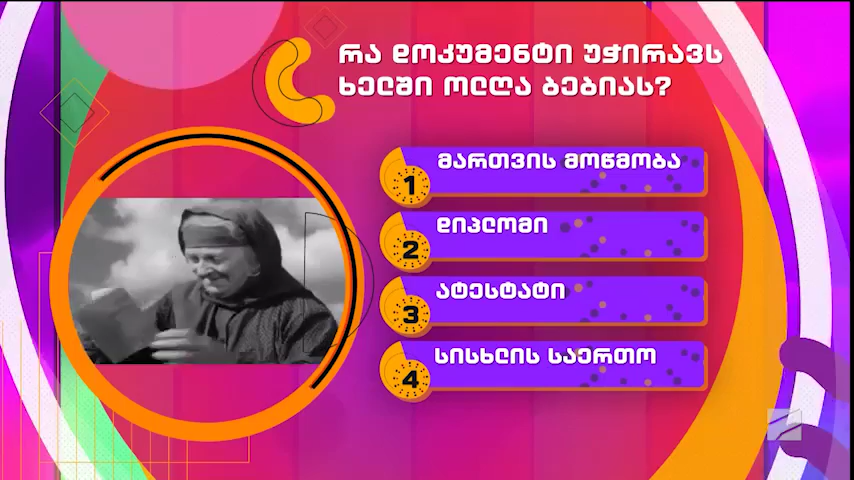 რა დოკუმენტი უჭირავს
ხელში ოლღა ბებიას?
1 მართვის მოწმობა
2 დიპლომი
3 ატესტატი
4 სისხლის საერთო